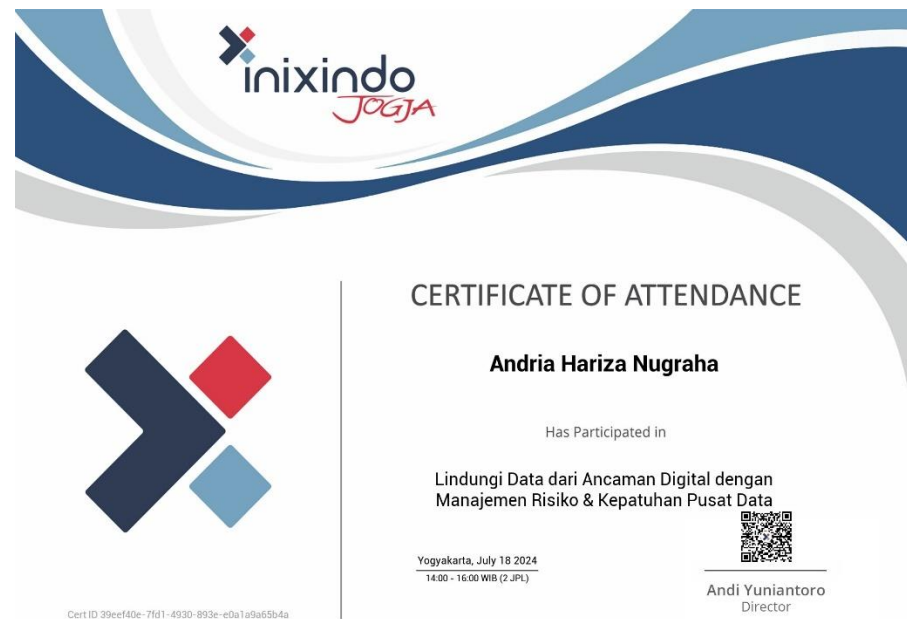 inixindo
JOGJA
CERTIFICATE OF ATTENDANCE
Andria Hariza Nugraha
Has Participated in
Lindungi Data dari Ancaman Digital dengan
Manajemen Risiko & Kepatuhan Pusat Data
Yogyakarta, July 18 2024
14:00 - 16:00 WIB (2 JPL)
Andi Yuniantoro
Director
Cert ID 39eef40e-7fd1-4930-893e-e0a1a9a65b4a